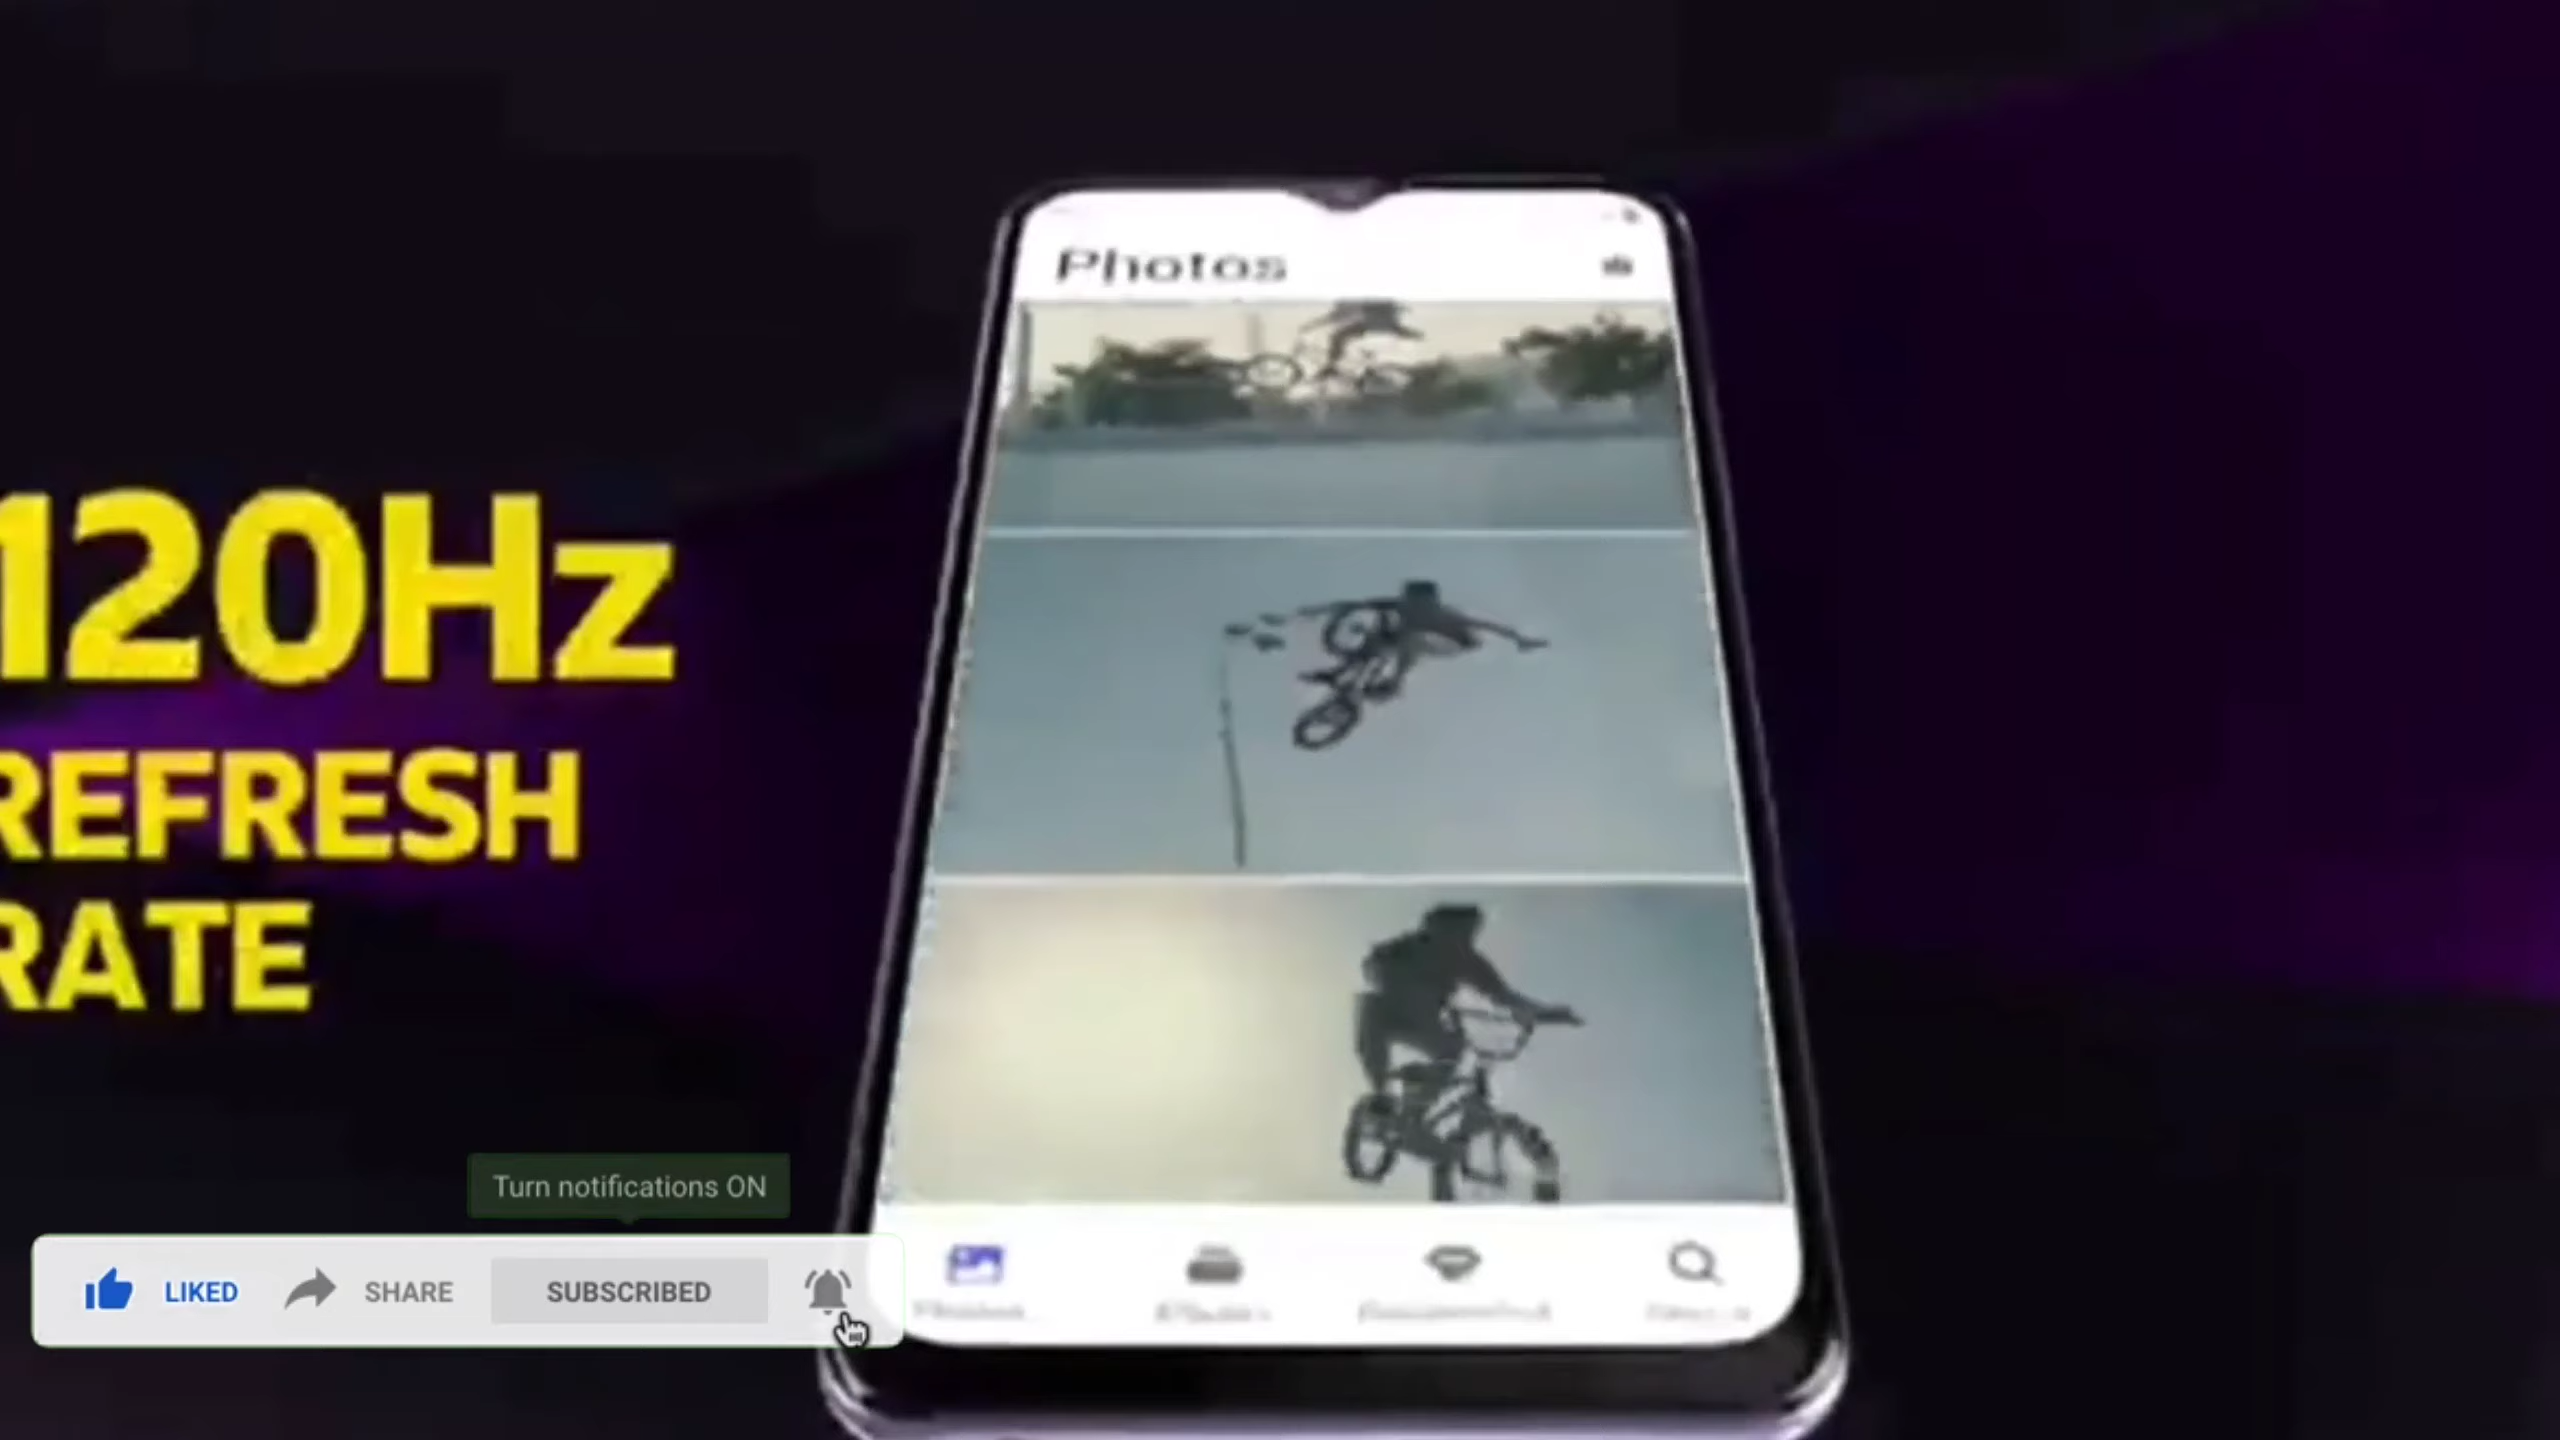 Photos
120Hz
REFRESH
RATE
Turn notifications ON
LIKED
SHARE
SUBSCRIBED